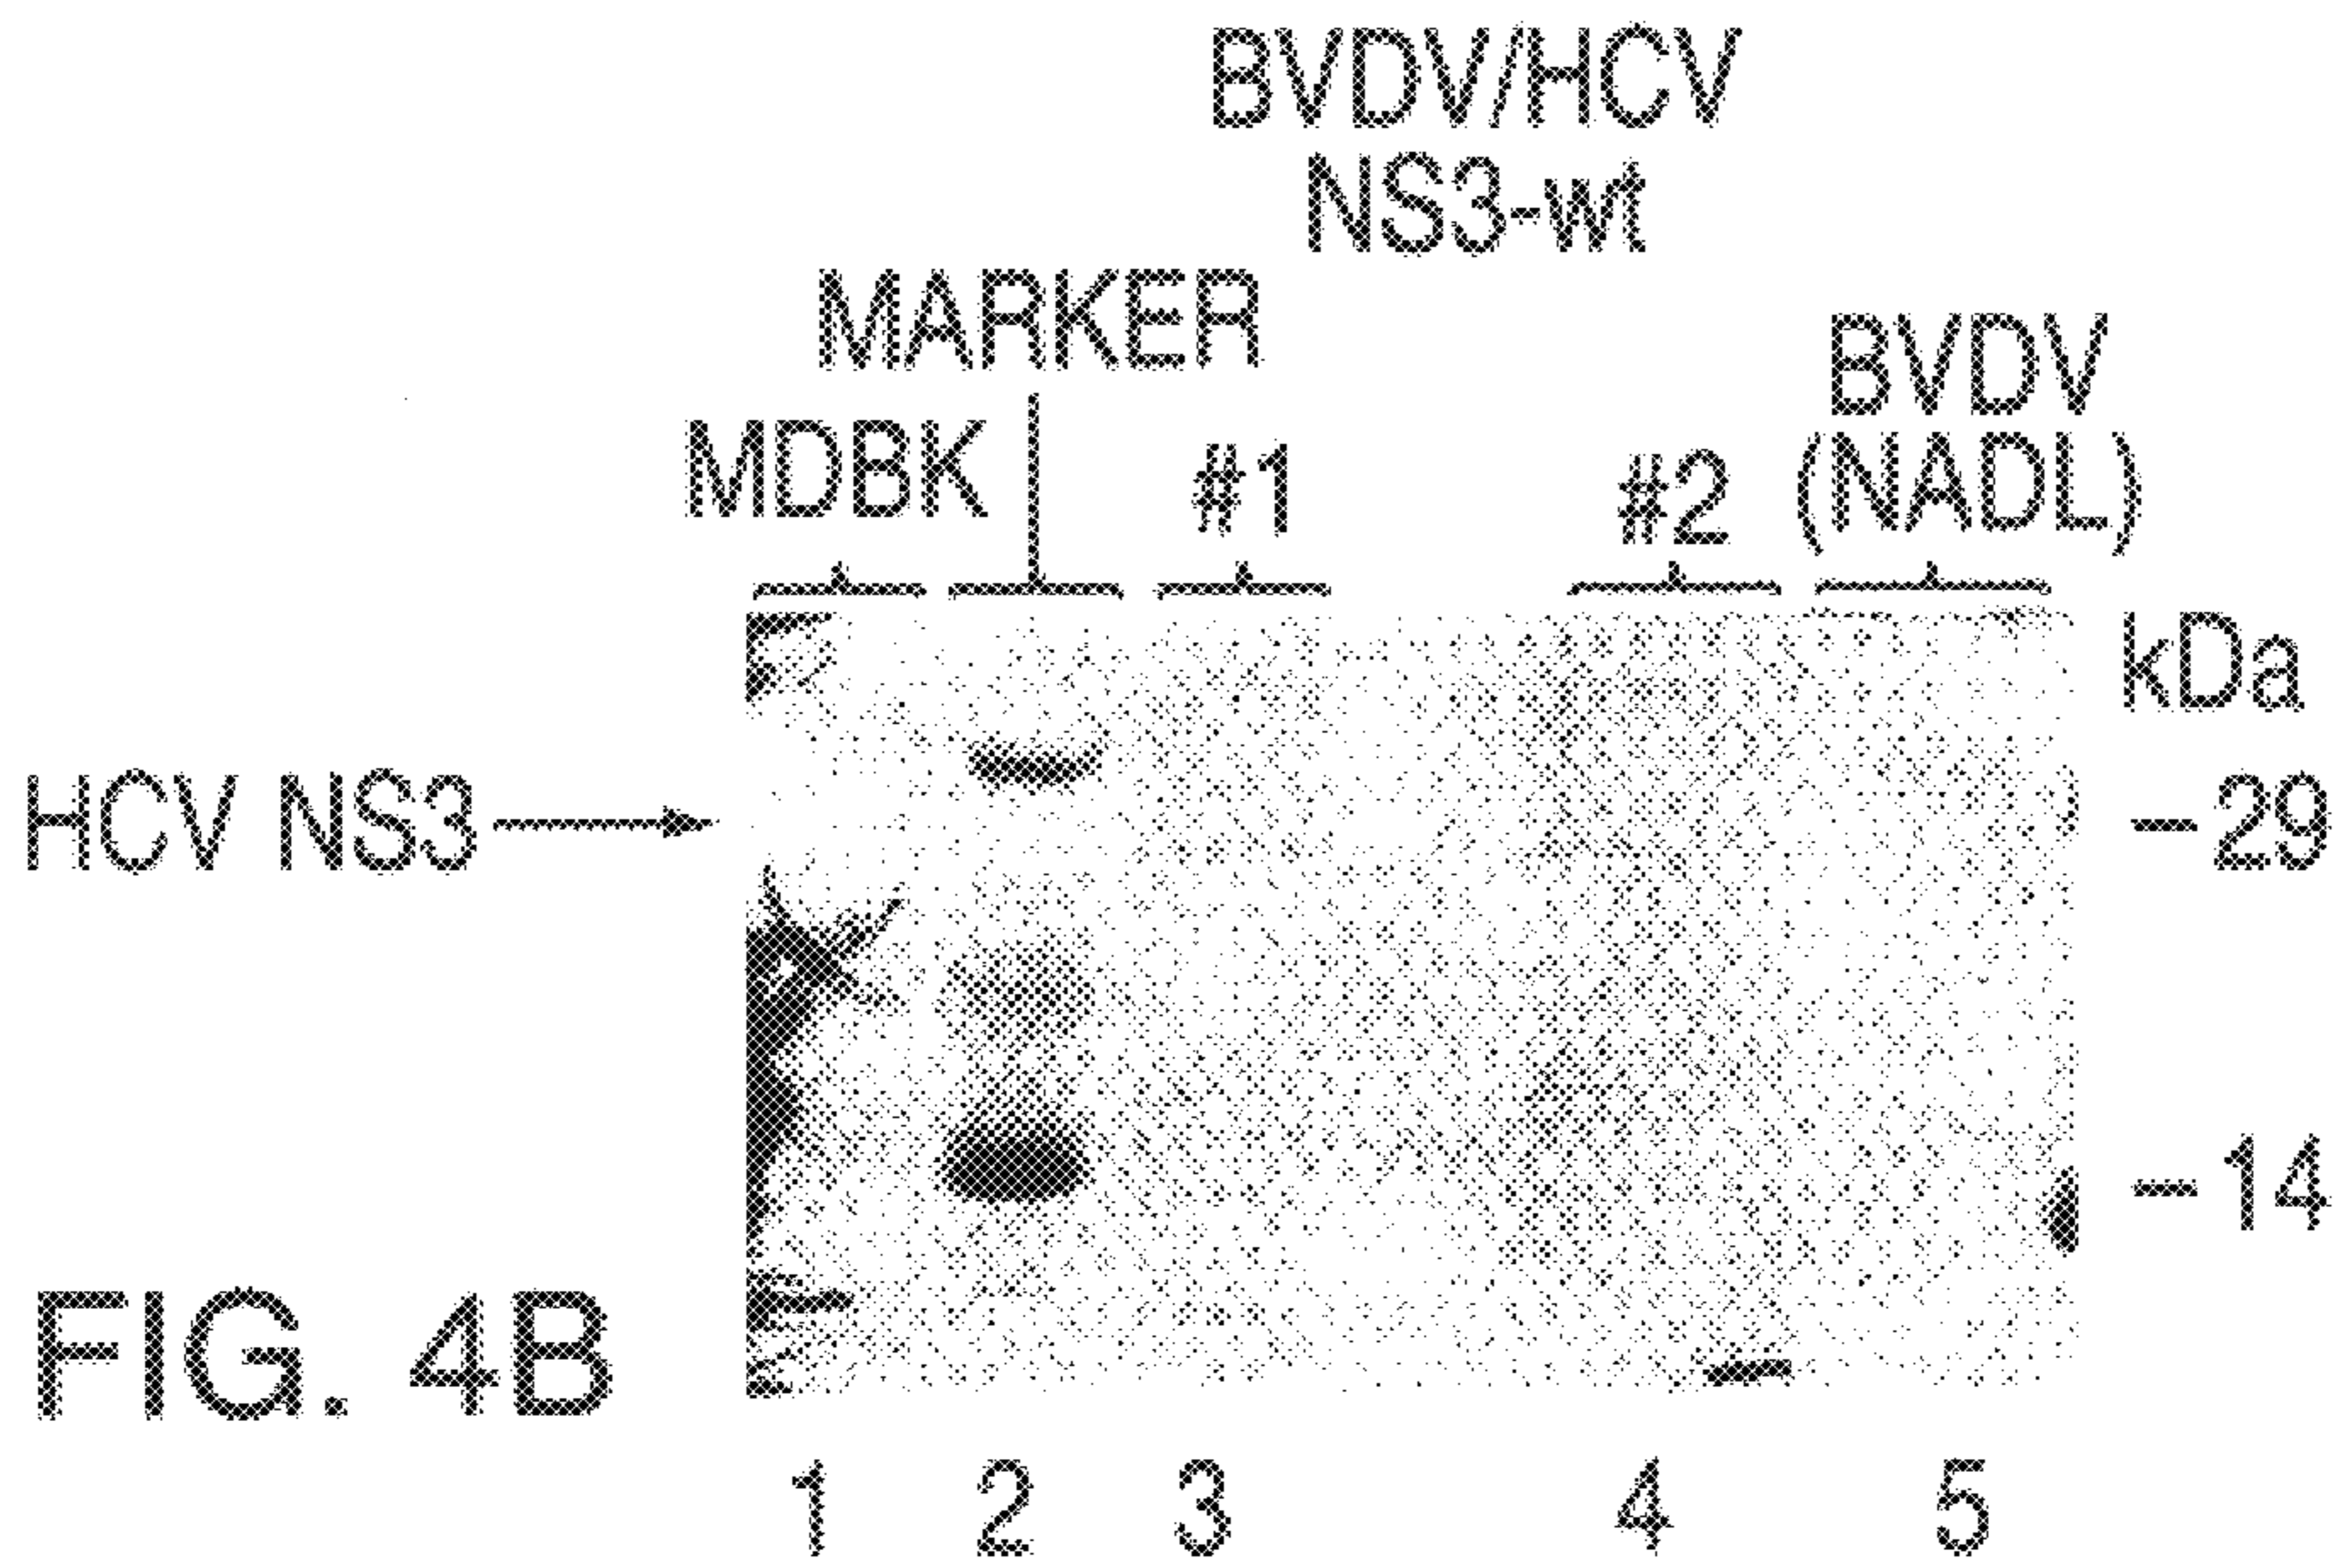 BVDV/HCV
NS3-wt
MARKER
BVDV
MDBK #1 #2 (NADL)
kDa
HCV NS3 -29
-14
FIG. 4B
1 2 3 4 5